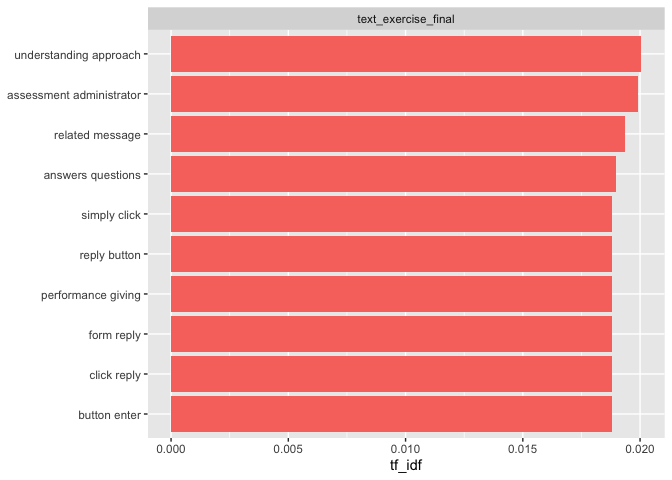 text_exercise_final
understanding approach
assessment administrator
related message
answers questions
simply click
reply button
performance giving
form reply
click reply
button enter
0.000 0.005 0.010 0.015 0.020
tf_idf